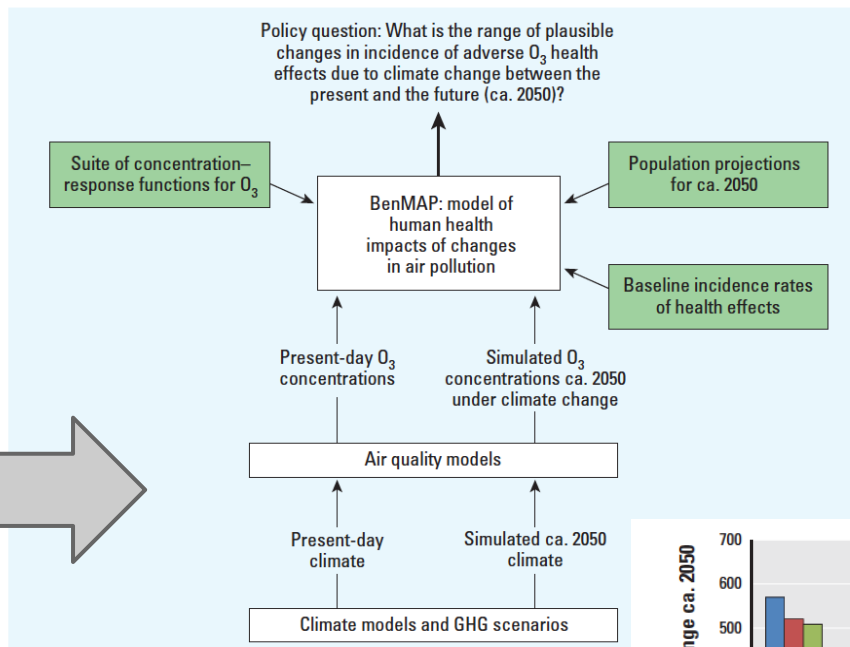 Policy question: What is the range of plausible
changes in incidence of adverse O₃ health
effects due to climate change between the
present and the future (ca. 2050)?
Suite of concentration–
response functions for O₃
Population projections
for ca. 2050
BenMAP: model of
human health
impacts of changes
in air pollution
Baseline incidence rates
of health effects
Present-day O₃
concentrations
Simulated O₃
concentrations ca. 2050
under climate change
Air quality models
Present-day
climate
Simulated ca. 2050
climate
Climate models and GHG scenarios
700
600
500
ca. 2050